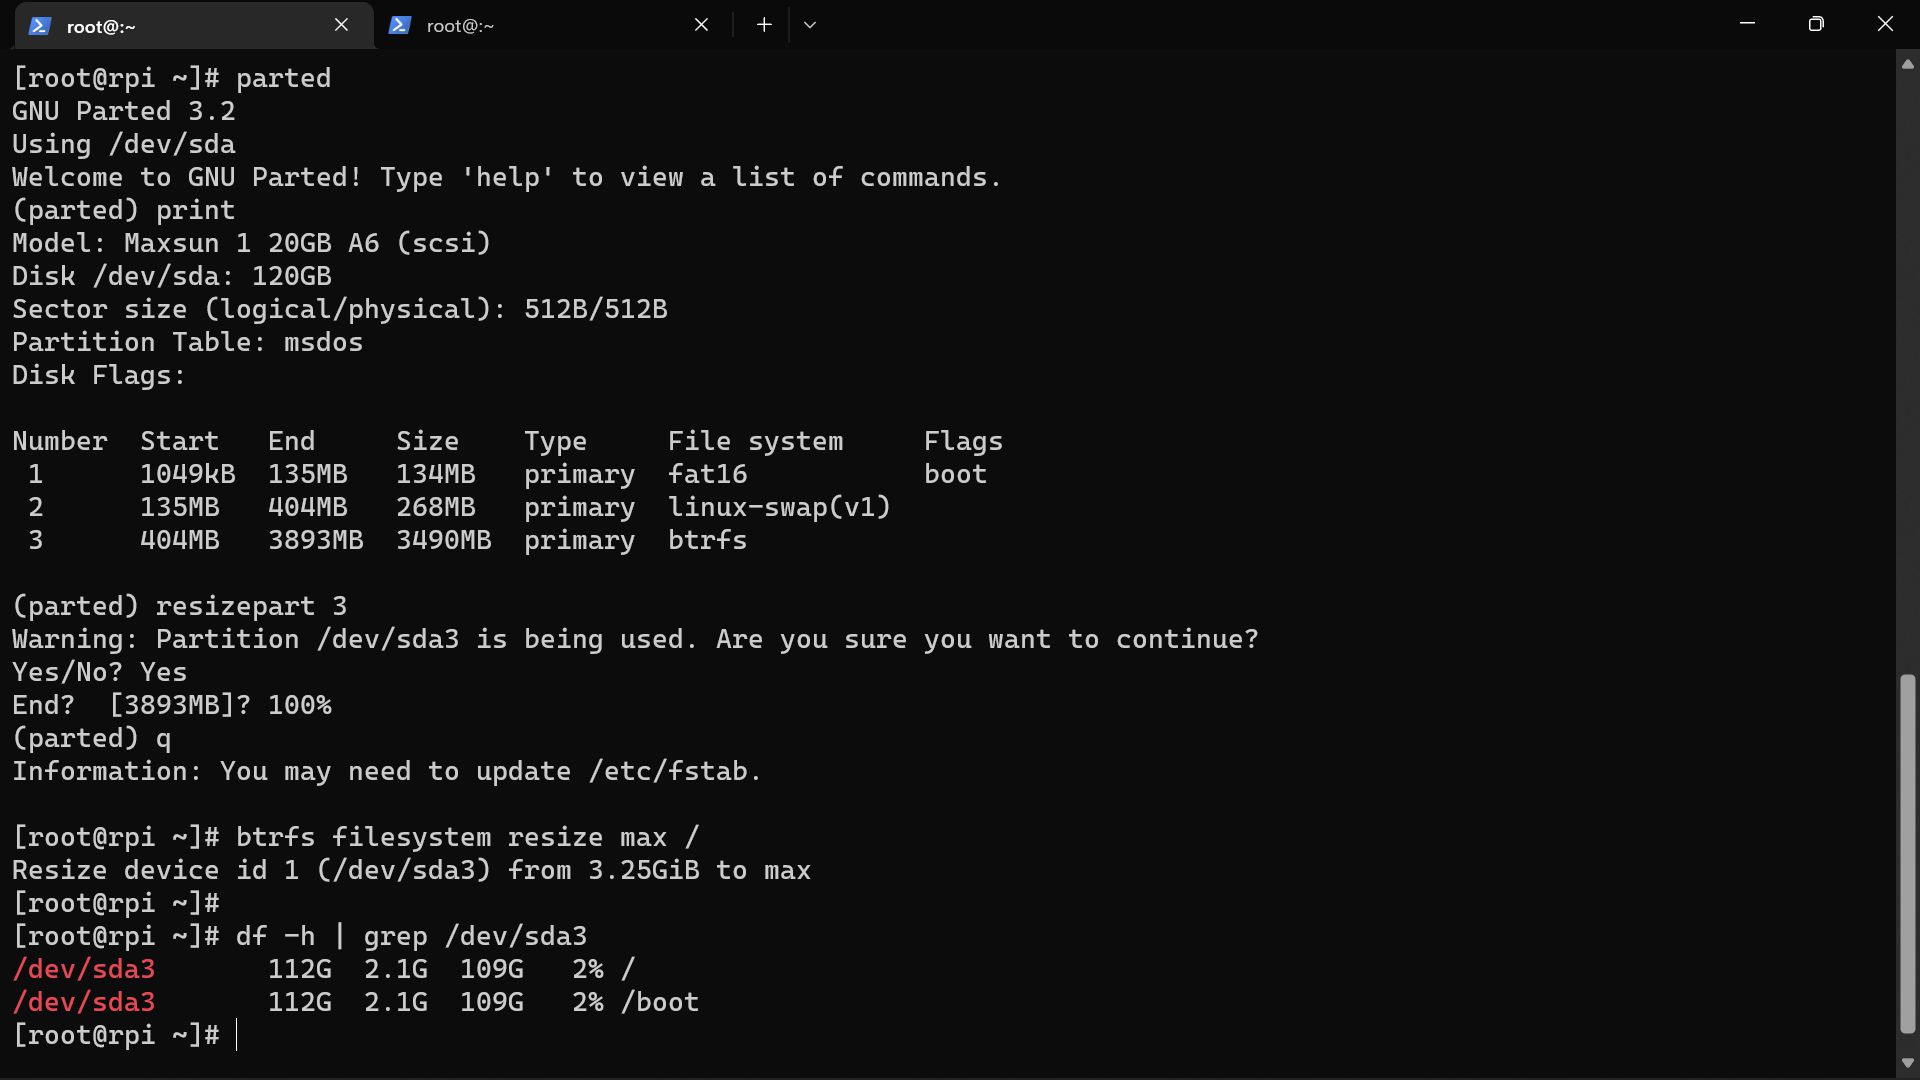 root@:~
root@:~
[root@rpi ~]# parted
GNU Parted 3.2
Using /dev/sda
Welcome to GNU Parted! Type 'help' to view a list of commands.
(parted) print
Model: Maxsun 1 20GB A6 (scsi)
Disk /dev/sda: 120GB
Sector size (logical/physical): 512B/512B
Partition Table: msdos
Disk Flags:

Number  Start   End     Size    Type     File system     Flags
 1      1049kB  135MB   134MB   primary  fat16           boot
 2      135MB   404MB   268MB   primary  linux-swap(v1)
 3      404MB   3893MB  3490MB  primary  btrfs

(parted) resizepart 3
Warning: Partition /dev/sda3 is being used. Are you sure you want to continue?
Yes/No? Yes
End?  [3893MB]? 100%
(parted) q
Information: You may need to update /etc/fstab.

[root@rpi ~]# btrfs filesystem resize max /
Resize device id 1 (/dev/sda3) from 3.25GiB to max
[root@rpi ~]#
[root@rpi ~]# df -h | grep /dev/sda3
/dev/sda3       112G  2.1G  109G   2% /
/dev/sda3       112G  2.1G  109G   2% /boot
[root@rpi ~]#